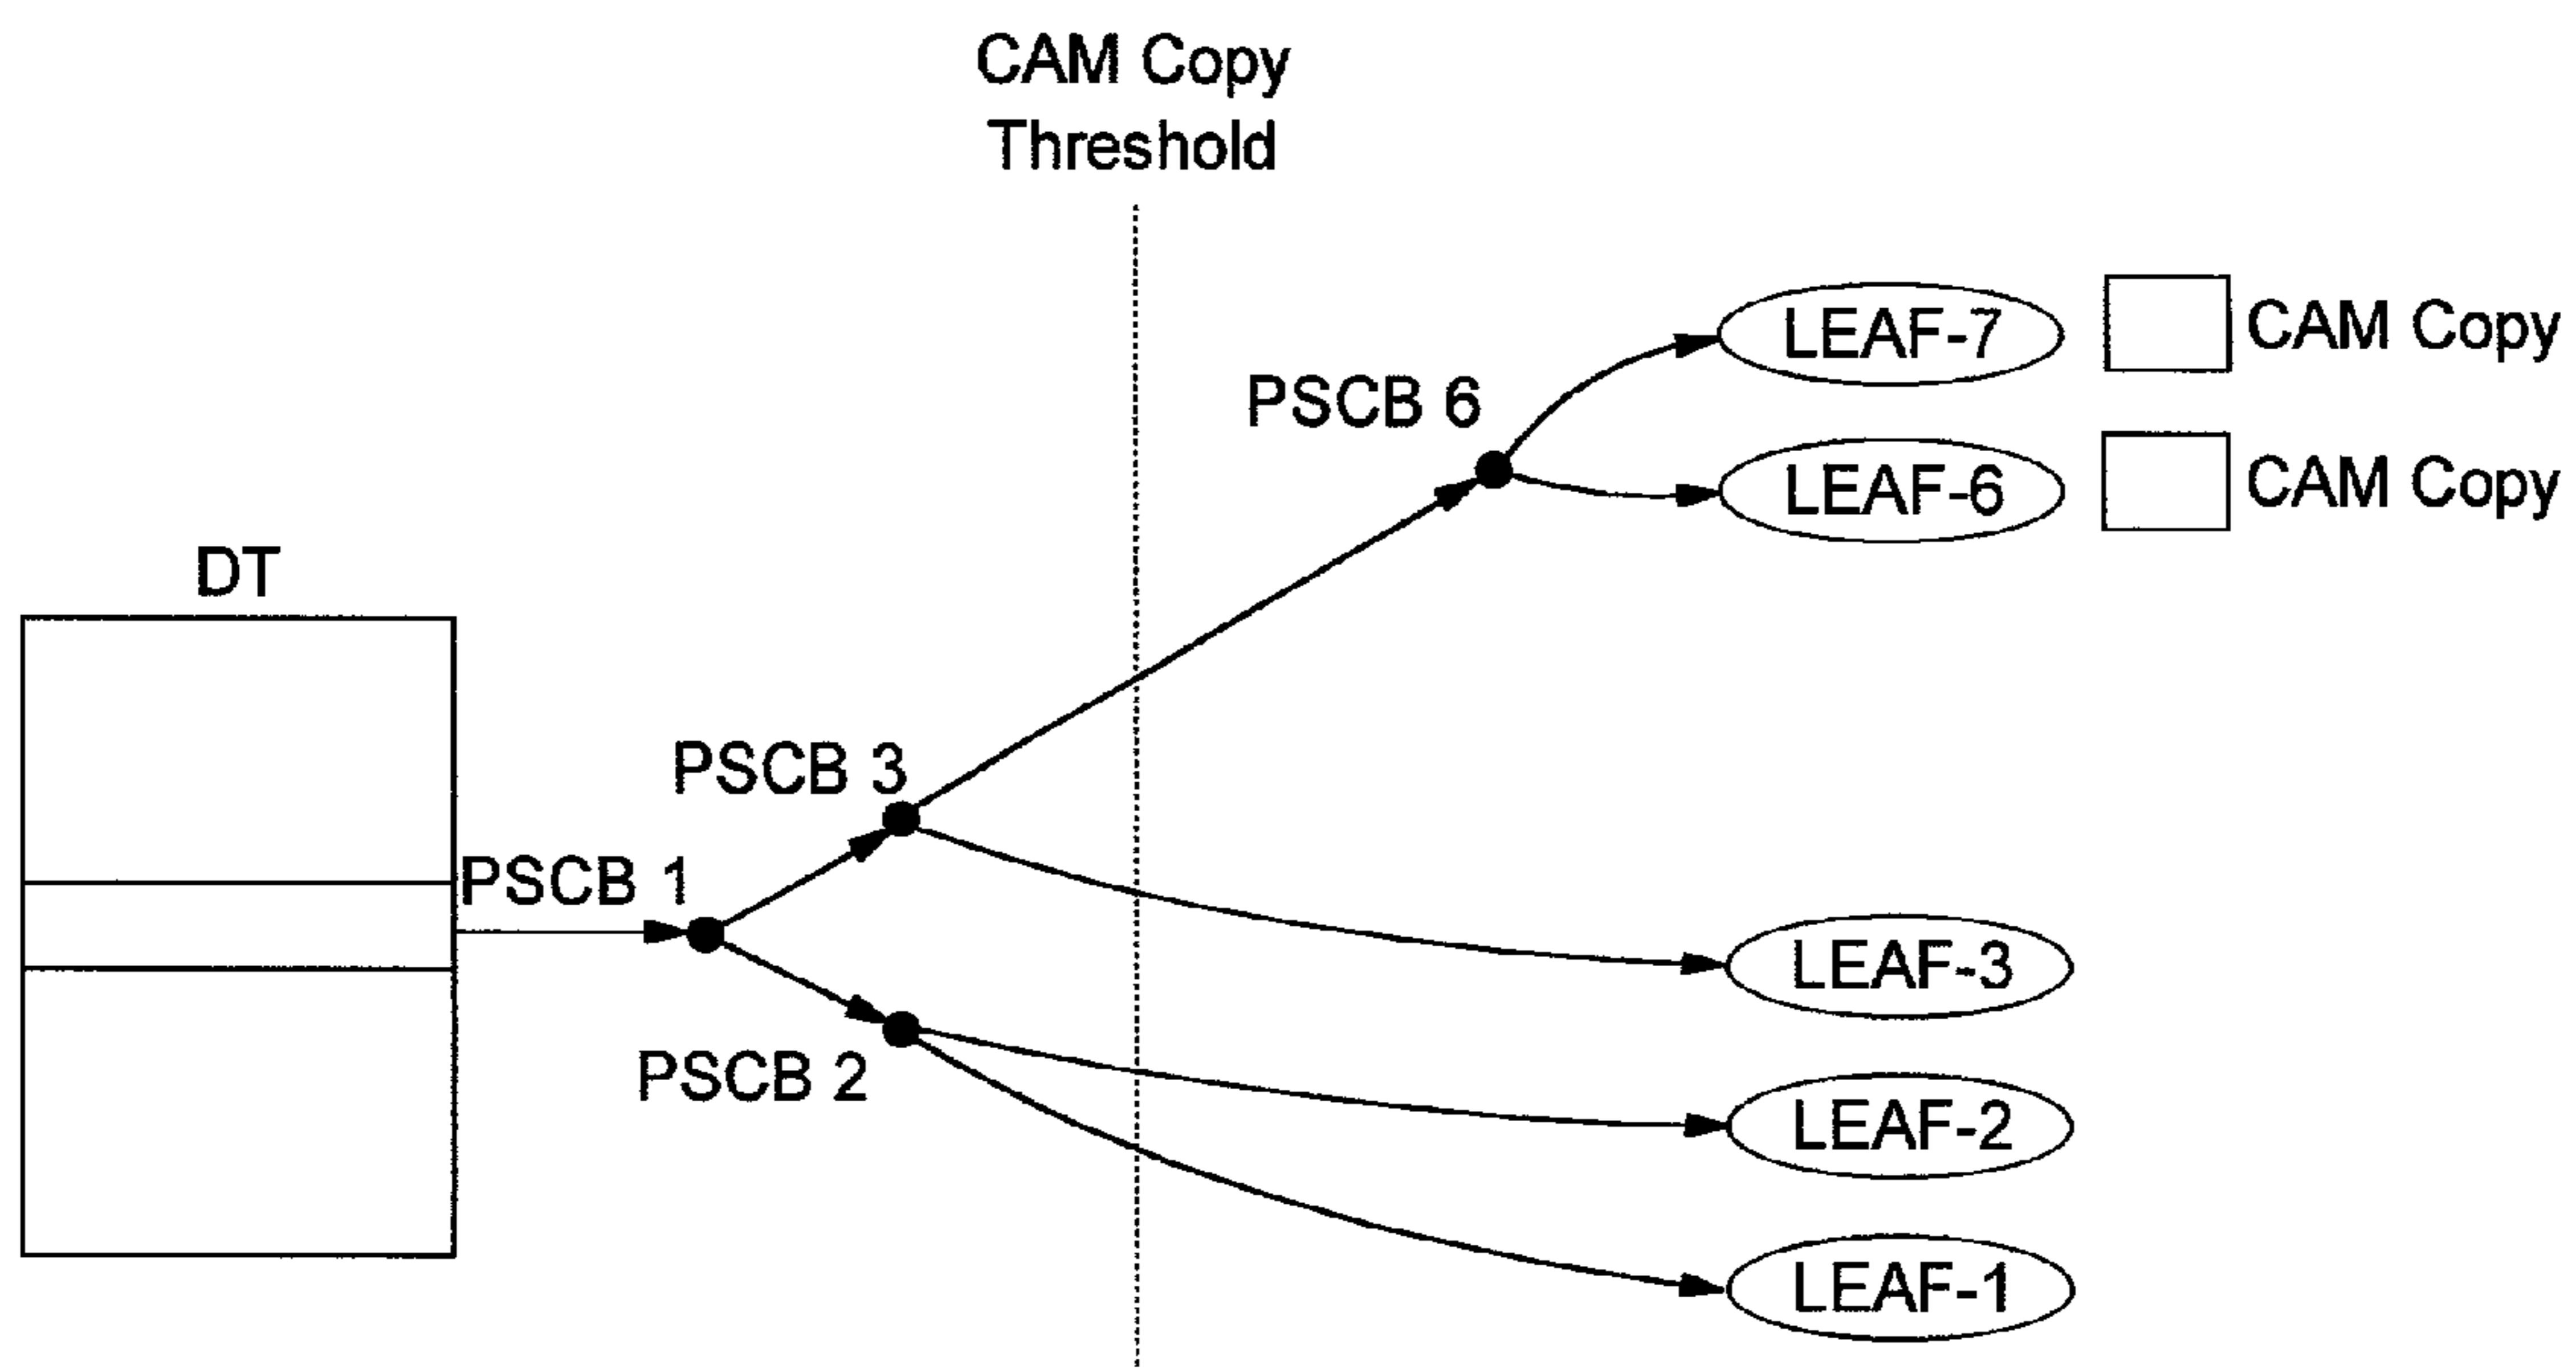 CAM Copy
Threshold
LEAF-7
CAM Copy
PSCB 6
LEAF-6
CAM Copy
DT
PSCB 3
PSCB 1
LEAF-3
PSCB 2
LEAF-2
LEAF-1